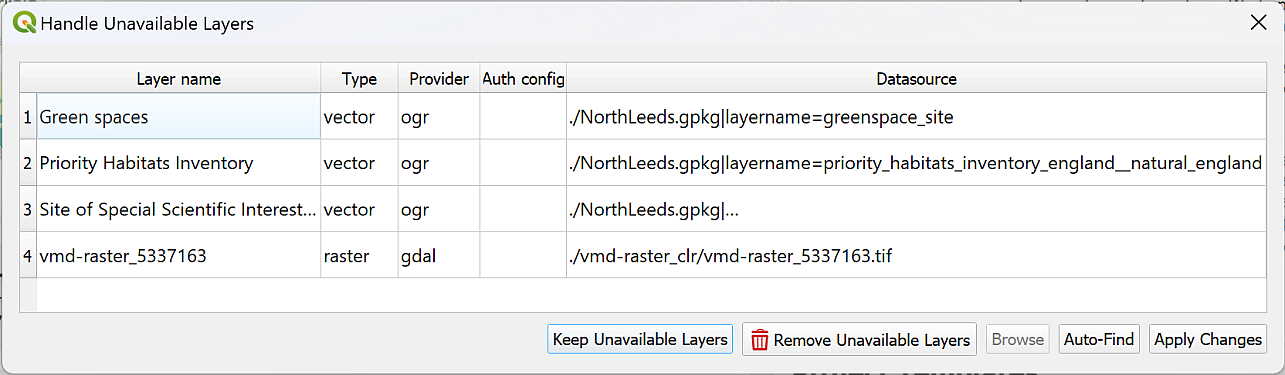 Handle Unavailable Layers
Layer name Type Provider Auth config Datasource
1 Green spaces vector ogr ./NorthLeeds.gpkg|layername=greenspace_site
2 Priority Habitats Inventory vector ogr ./NorthLeeds.gpkg|layername=priority_habitats_inventory_england__natural_england
3 Site of Special Scientific Interest... vector ogr ./NorthLeeds.gpkg|...
4 vmd-raster_5337163 raster gdal ./vmd-raster_clr/vmd-raster_5337163.tif
Keep Unavailable Layers Remove Unavailable Layers Browse Auto-Find Apply Changes